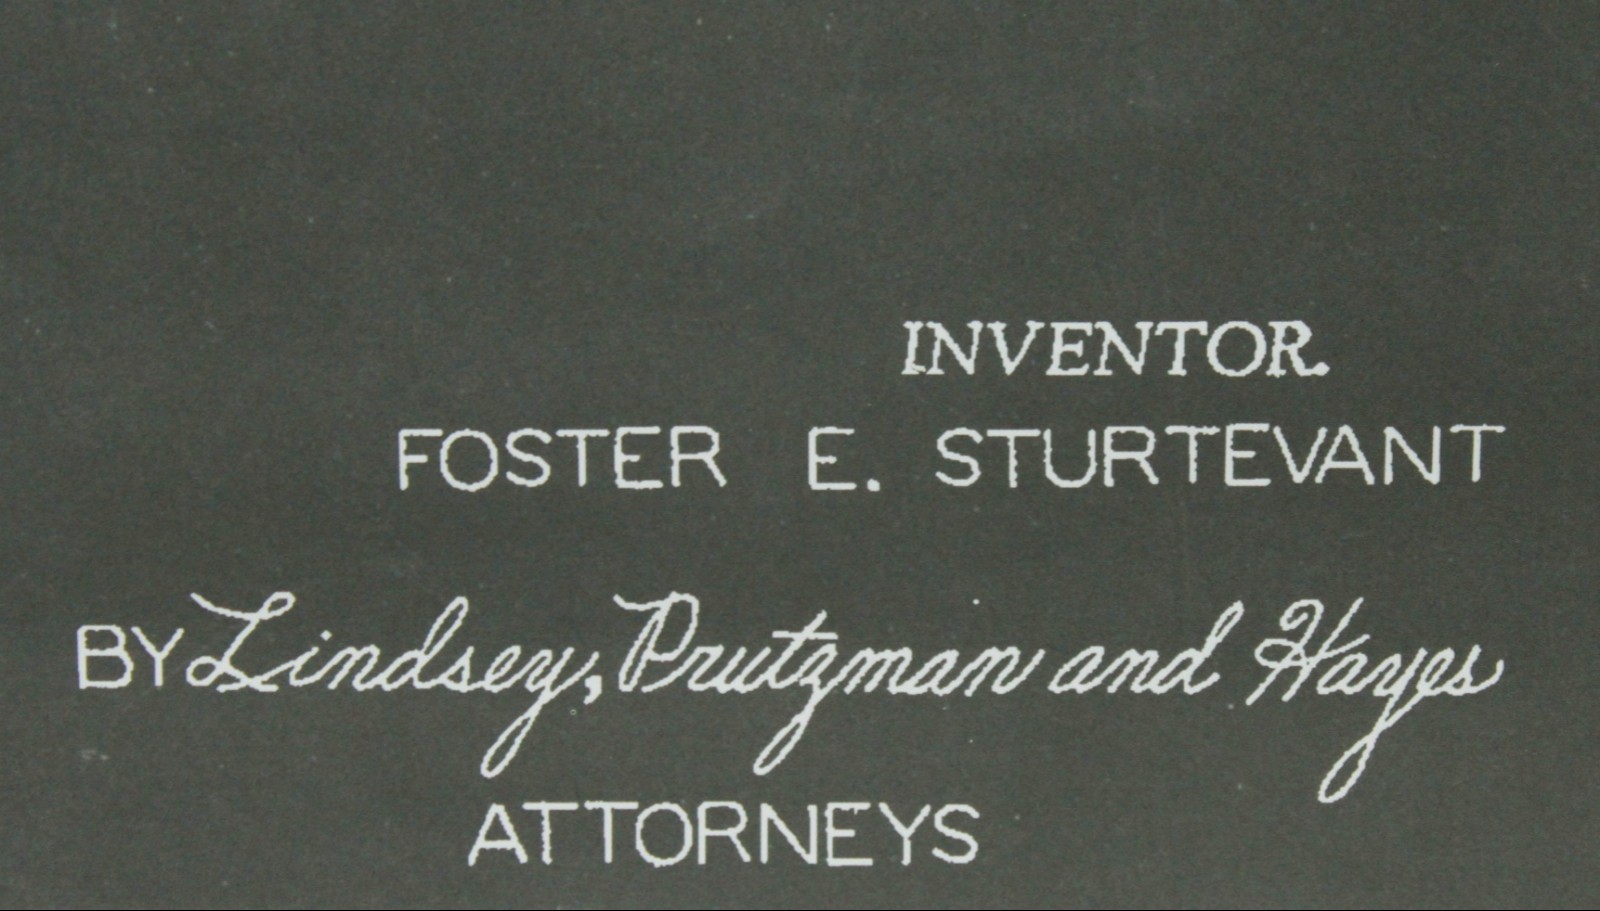 INVENTOR.
FOSTER E. STURTEVANT
BY Lindsey, Prutzman and Hayes
ATTORNEYS